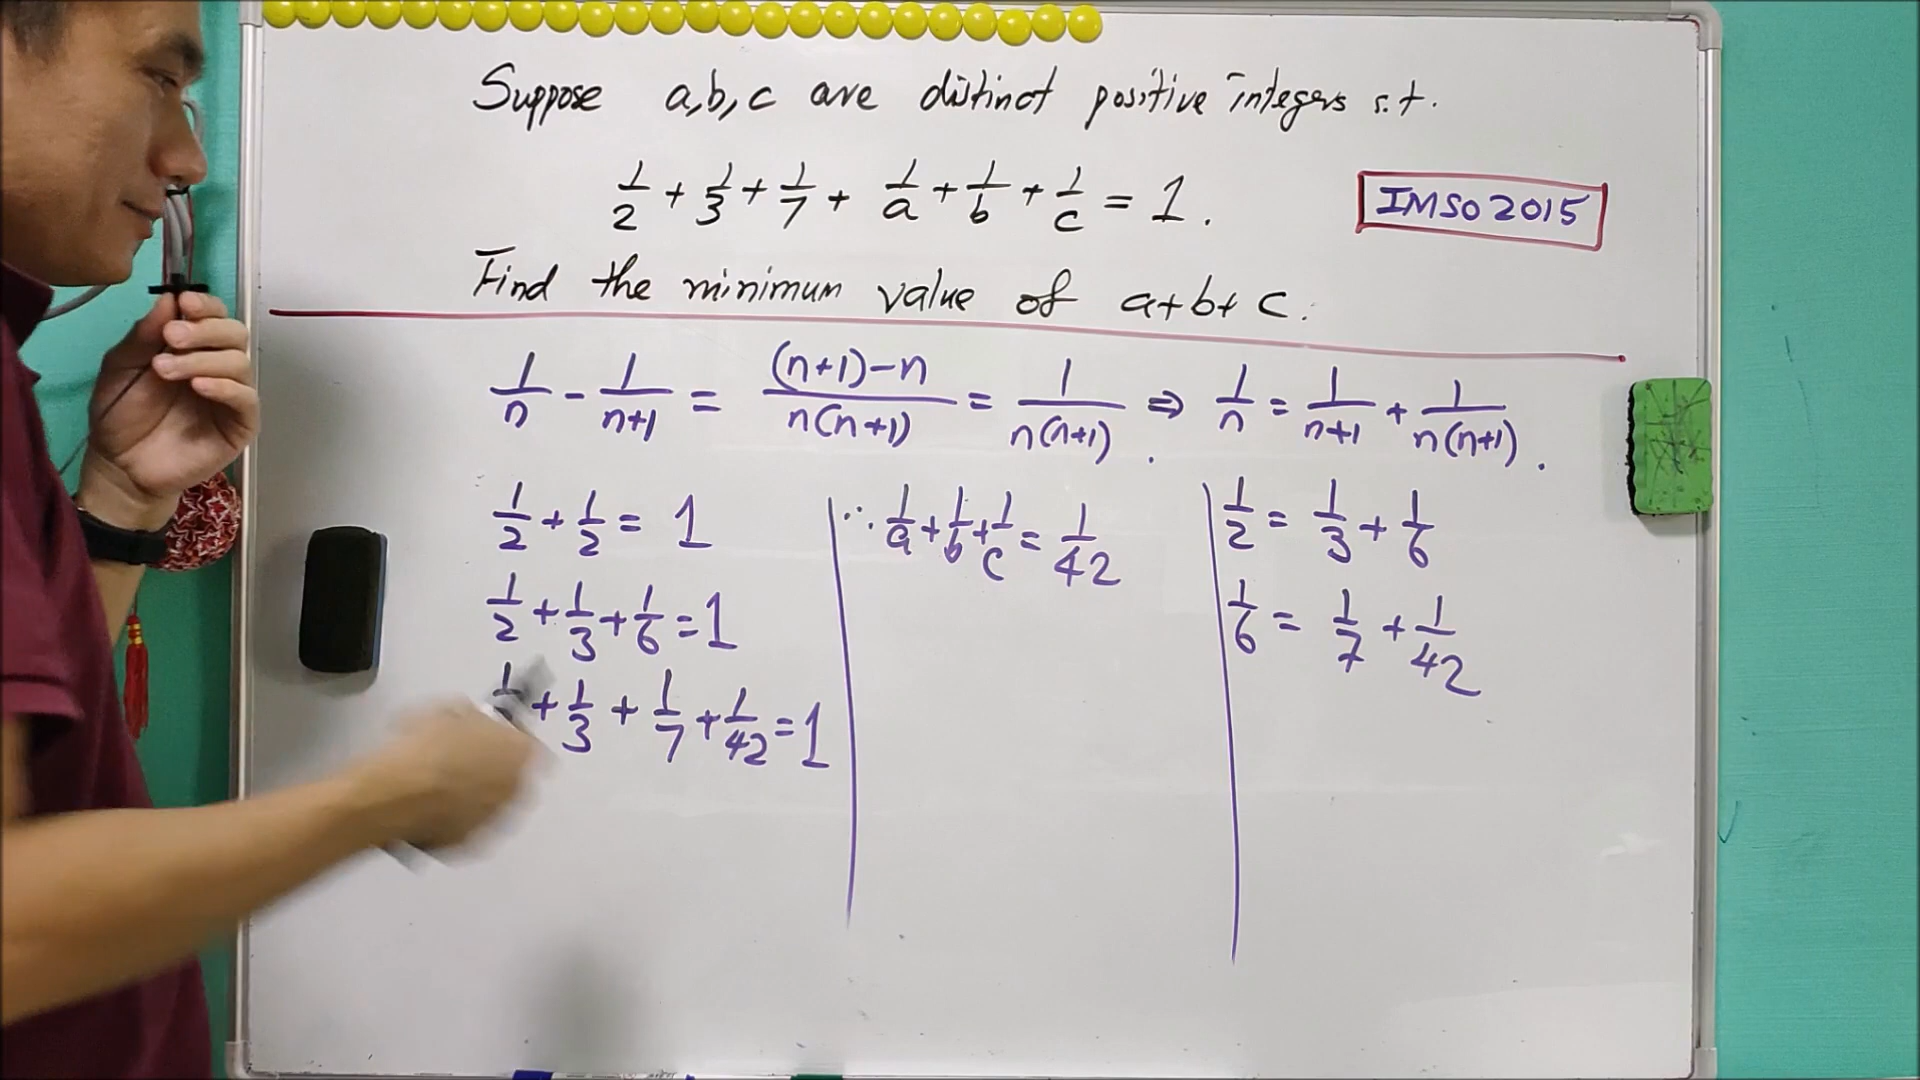 Suppose a,b,c are distinct positive integers s.t.
1/2 + 1/3 + 1/7 + 1/a + 1/b + 1/c = 1.
IMSO 2015
Find the minimum value of a+b+c.
1/n - 1/(n+1) = ((n+1)-n)/(n(n+1)) = 1/(n(n+1)). ⇒ 1/n = 1/(n+1) + 1/(n(n+1)).
1/2 + 1/2 = 1
1/2 + 1/3 + 1/6 = 1
+ 1/3 + 1/7 + 1/42 = 1
∴ 1/a + 1/b + 1/c = 1/42
1/2 = 1/3 + 1/6
1/6 = 1/7 + 1/42